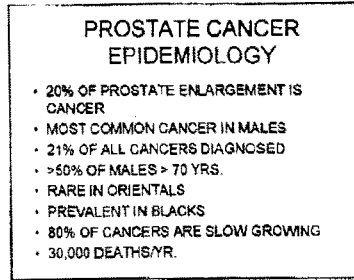 PROSTATE CANCER
EPIDEMIOLOGY
• 20% OF PROSTATE ENLARGEMENT IS
CANCER
• MOST COMMON CANCER IN MALES
• 21% OF ALL CANCERS DIAGNOSED
• >50% OF MALES > 70 YRS.
• RARE IN ORIENTALS
• PREVALENT IN BLACKS
• 80% OF CANCERS ARE SLOW GROWING
• 30,000 DEATHS/YR.